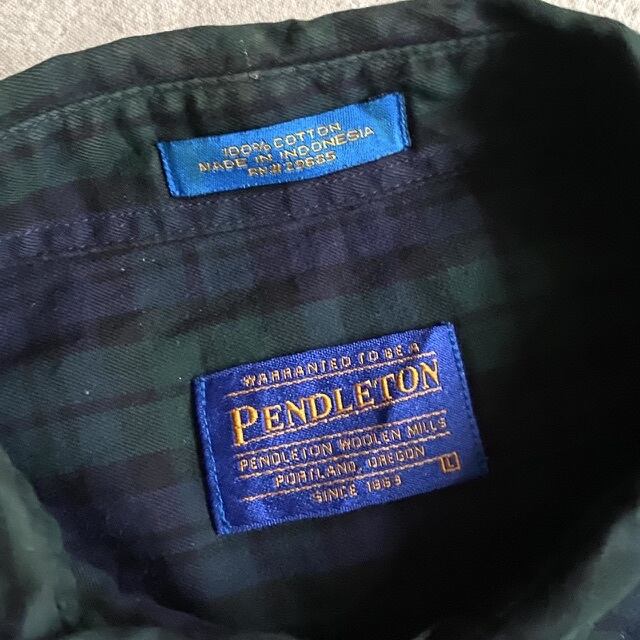 100% COTTON
MADE IN INDONESIA
RN# 29685
WARRANTED TO BE A
PENDLETON
PENDLETON WOOLEN MILLS
PORTLAND, OREGON
L
SINCE 1863